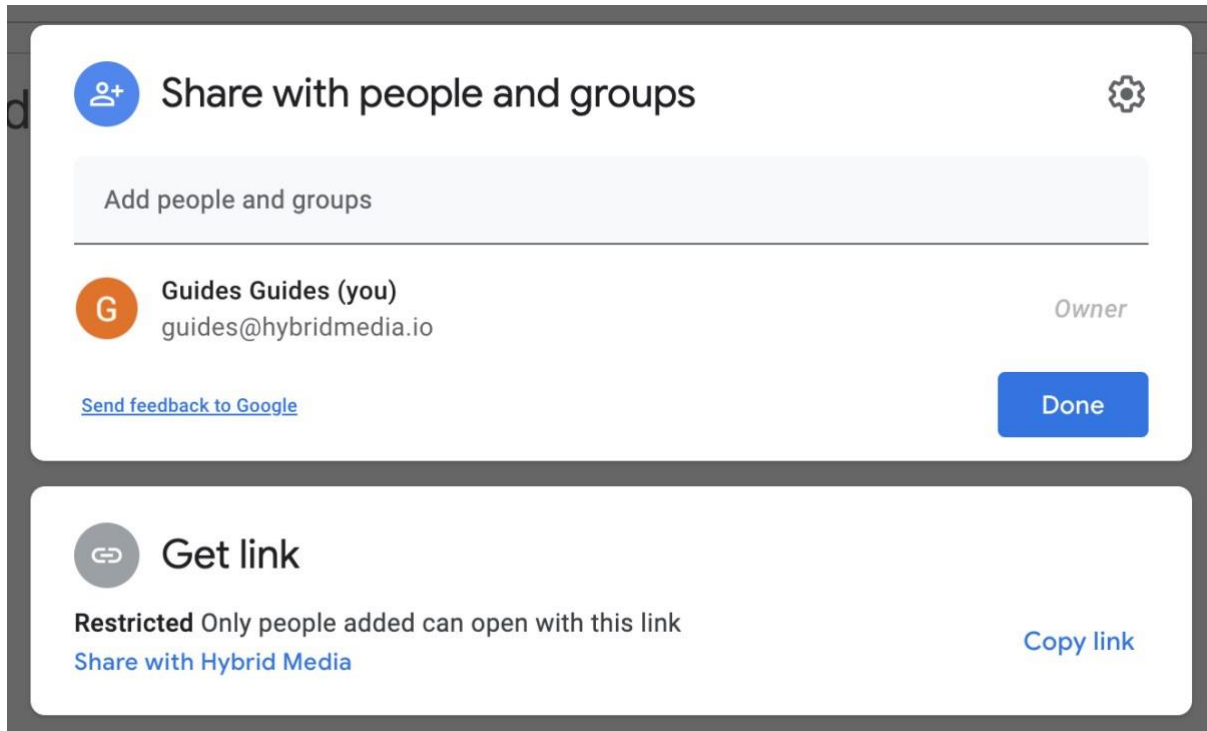 d
Share with people and groups
Add people and groups
G
Guides Guides (you)
guides@hybridmedia.io
Owner
Send feedback to Google
Done
Get link
Restricted Only people added can open with this link
Share with Hybrid Media
Copy link